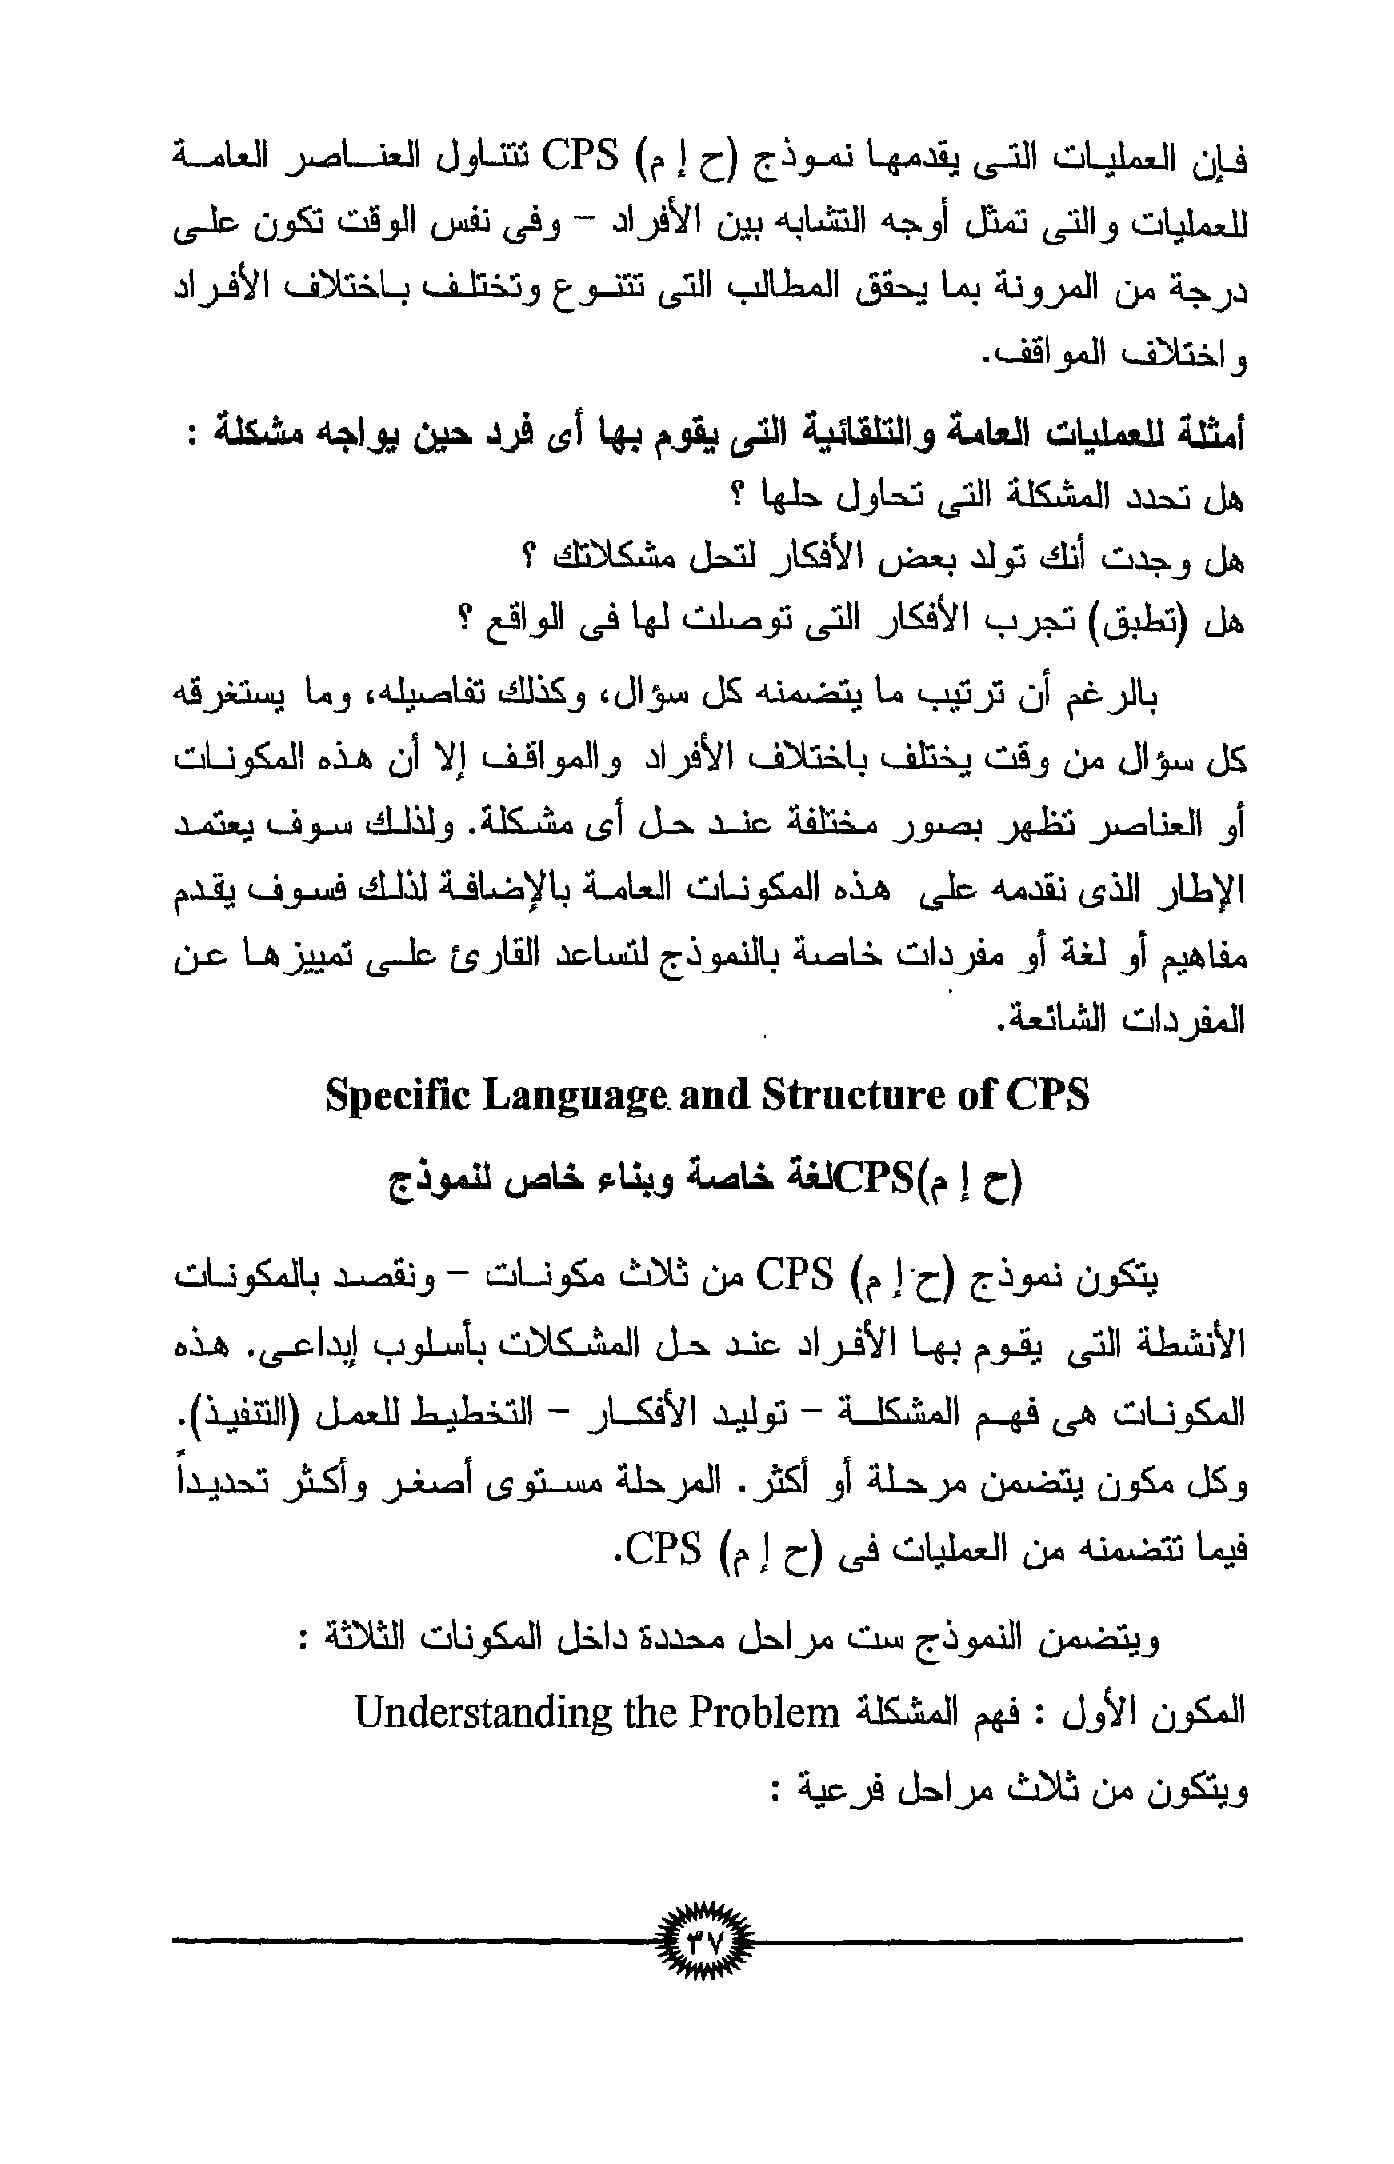 فإن العمليات التى يقدمها نموذج (ح إ م) CPS تتناول العناصر العامة
للعمليات والتى تمثل أوجه التشابه بين الأفراد – وفى نفس الوقت تكون على
درجة من المرونة بما يحقق المطالب التى تتنوع وتختلف باختلاف الأفراد
واختلاف المواقف.
أمثلة للعمليات العامة والتلقائية التى يقوم بها أى فرد حين يواجه مشكلة :
هل تحدد المشكلة التى تحاول حلها ؟
هل وجدت أنك تولد بعض الأفكار لتحل مشكلاتك ؟
هل (تطبق) تجرب الأفكار التى توصلت لها فى الواقع ؟
بالرغم أن ترتيب ما يتضمنه كل سؤال، وكذلك تفاصيله، وما يستغرقه
كل سؤال من وقت يختلف باختلاف الأفراد والمواقف إلا أن هذه المكونات
أو العناصر تظهر بصور مختلفة عند حل أى مشكلة. ولذلك سوف يعتمد
الإطار الذى نقدمه على هذه المكونات العامة بالإضافة لذلك فسوف يقدم
مفاهيم أو لغة أو مفردات خاصة بالنموذج لتساعد القارئ على تمييزها عن
المفردات الشائعة.
Specific Language and Structure of CPS
(ح إ م)CPSلغة خاصة وبناء خاص لنموذج
يتكون نموذج (ح إ م) CPS من ثلاث مكونات – ونقصد بالمكونات
الأنشطة التى يقوم بها الأفراد عند حل المشكلات بأسلوب إبداعى. هذه
المكونات هى فهم المشكلة – توليد الأفكار – التخطيط للعمل (التنفيذ).
وكل مكون يتضمن مرحلة أو أكثر. المرحلة مستوى أصغر وأكثر تحديداً
فيما تتضمنه من العمليات فى (ح إ م) CPS.
ويتضمن النموذج ست مراحل محددة داخل المكونات الثلاثة :
المكون الأول : فهم المشكلة Understanding the Problem
ويتكون من ثلاث مراحل فرعية :
٣٧